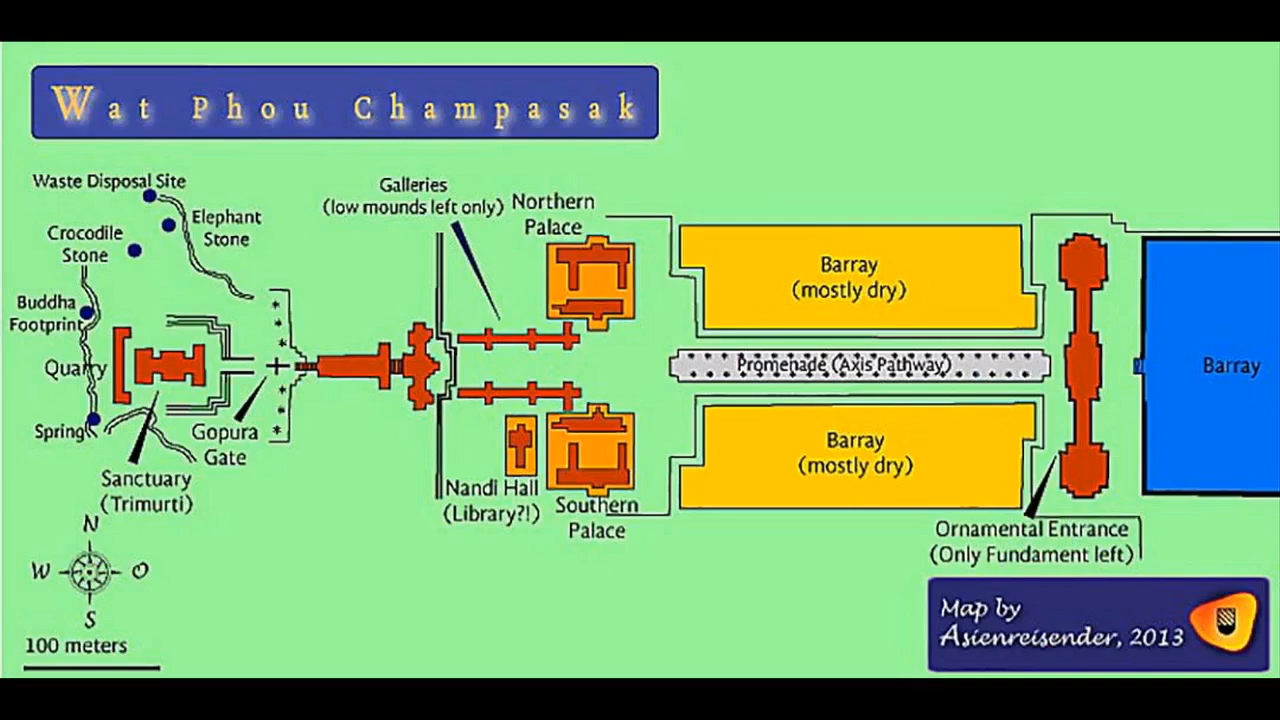 Wat Phou Champasak
Waste Disposal Site
Elephant
Stone
Crocodile
Stone
Buddha
Footprint
Quarry
Spring
Sanctuary
(Trimurti)
Gopura
Gate
Galleries
(low mounds left only)
Northern
Palace
Nandi Hall
(Library?!)
Southern
Palace
Barray
(mostly dry)
Promenade (Axis Pathway)
Barray
(mostly dry)
Barray
Ornamental Entrance
(Only Fundament left)
N
W
O
S
100 meters
Map by
Asienreisender, 2013